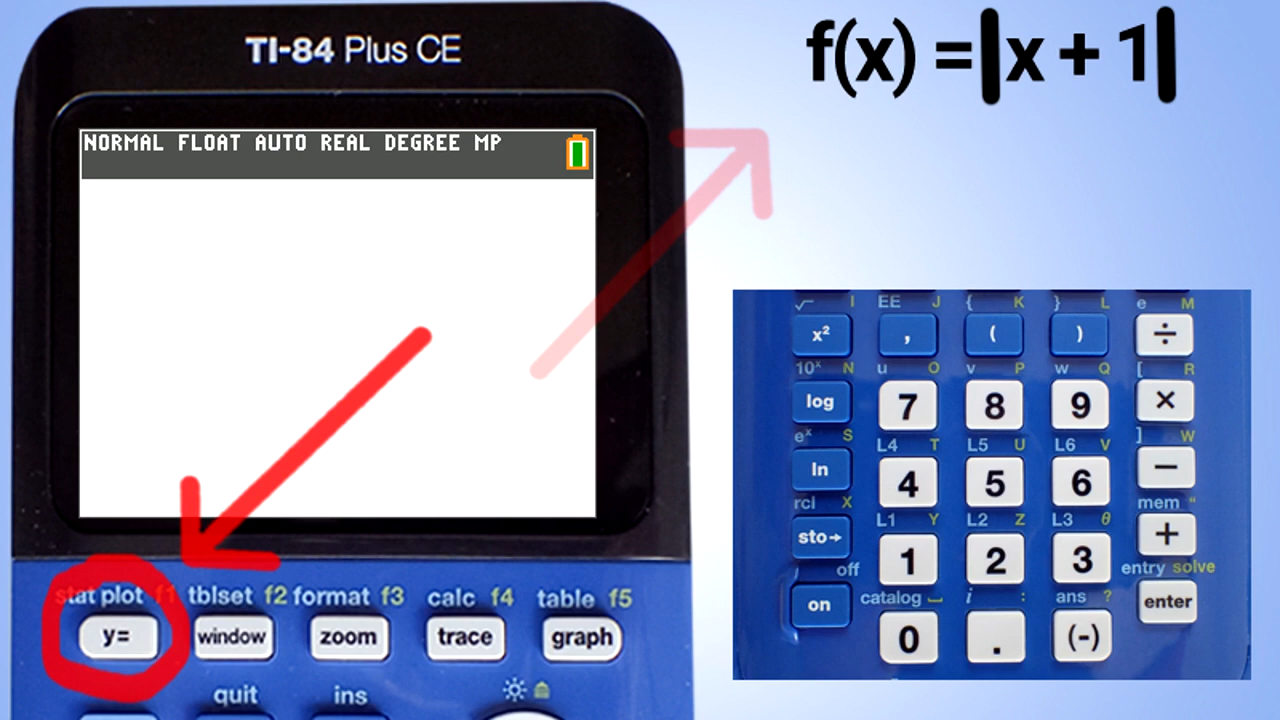 TI-84 Plus CE
f(x) =|x + 1|
NORMAL FLOAT AUTO REAL DEGREE MP
stat plot f1 tblset f2 format f3 calc f4 table f5
y= window zoom trace graph
quit ins
√ I EE J { K } L e M
x² , ( ) ÷
10ˣ N u O v P w Q [ R
log 7 8 9 ×
eˣ S L4 T L5 U L6 V ] W
ln 4 5 6 −
rcl X L1 Y L2 Z L3 θ mem "
sto→ 1 2 3 +
off catalog ⎵ i : ans ? entry solve
on 0 . (-) enter